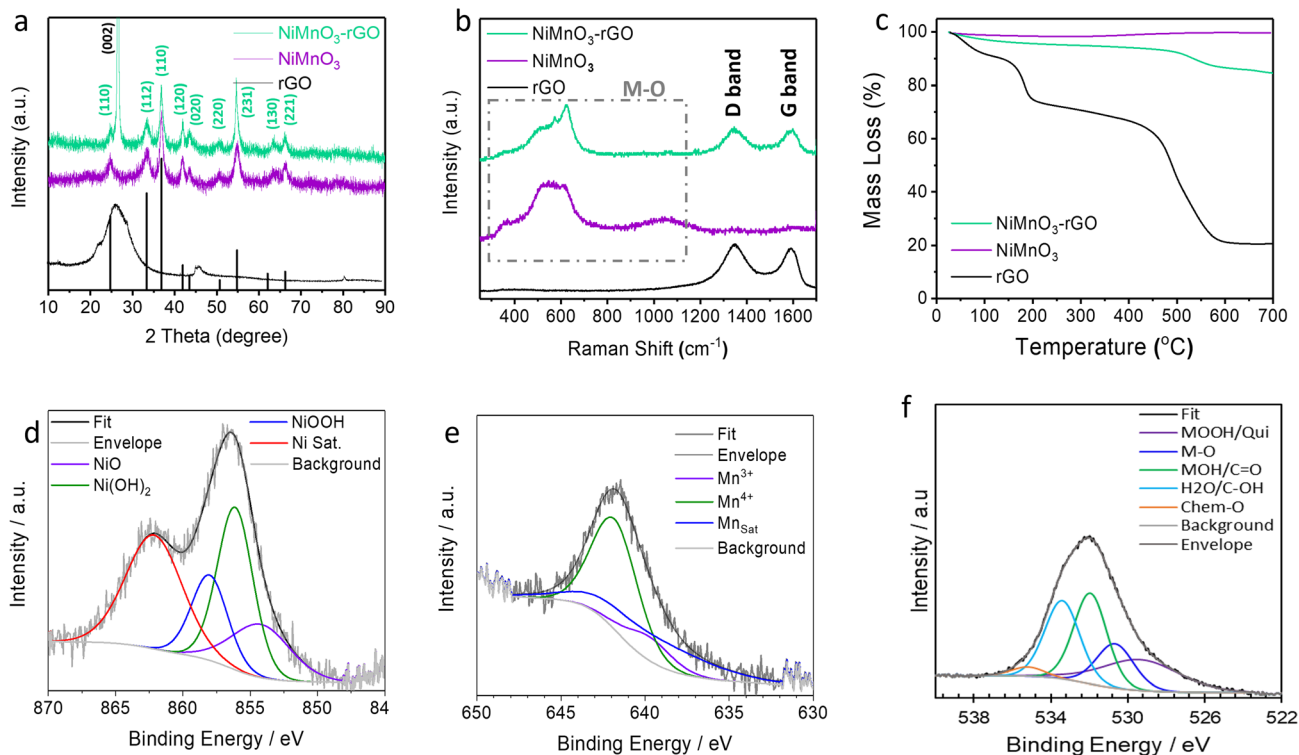 a
NiMnO3-rGO
NiMnO3
rGO
(002)
(110)
(112)
(110)
(120)
(020)
(220)
(231)
(130)
(221)
Intensity (a.u.)
10 20 30 40 50 60 70 80 90
2 Theta (degree)
b
NiMnO3-rGO
NiMnO3
rGO
M-O
D band
G band
Intensity (a.u.)
400 600 800 1000 1200 1400 1600
Raman Shift (cm-1)
c
100
80
60
40
20
0
Mass Loss (%)
NiMnO3-rGO
NiMnO3
rGO
0 100 200 300 400 500 600 700
Temperature (oC)
d
Fit
Envelope
NiO
Ni(OH)2
NiOOH
Ni Sat.
Background
Intensity / a.u.
870 865 860 855 850 84
Binding Energy / eV
e
Fit
Envelope
Mn3+
Mn4+
MnSat
Background
Intensity / a.u.
650 640 630
Binding Energy / eV
f
Fit
MOOH/Qui
M-O
MOH/C=O
H2O/C-OH
Chem-O
Background
Envelope
Intensity / a.u
538 534 530 526 522
Binding Energy / eV